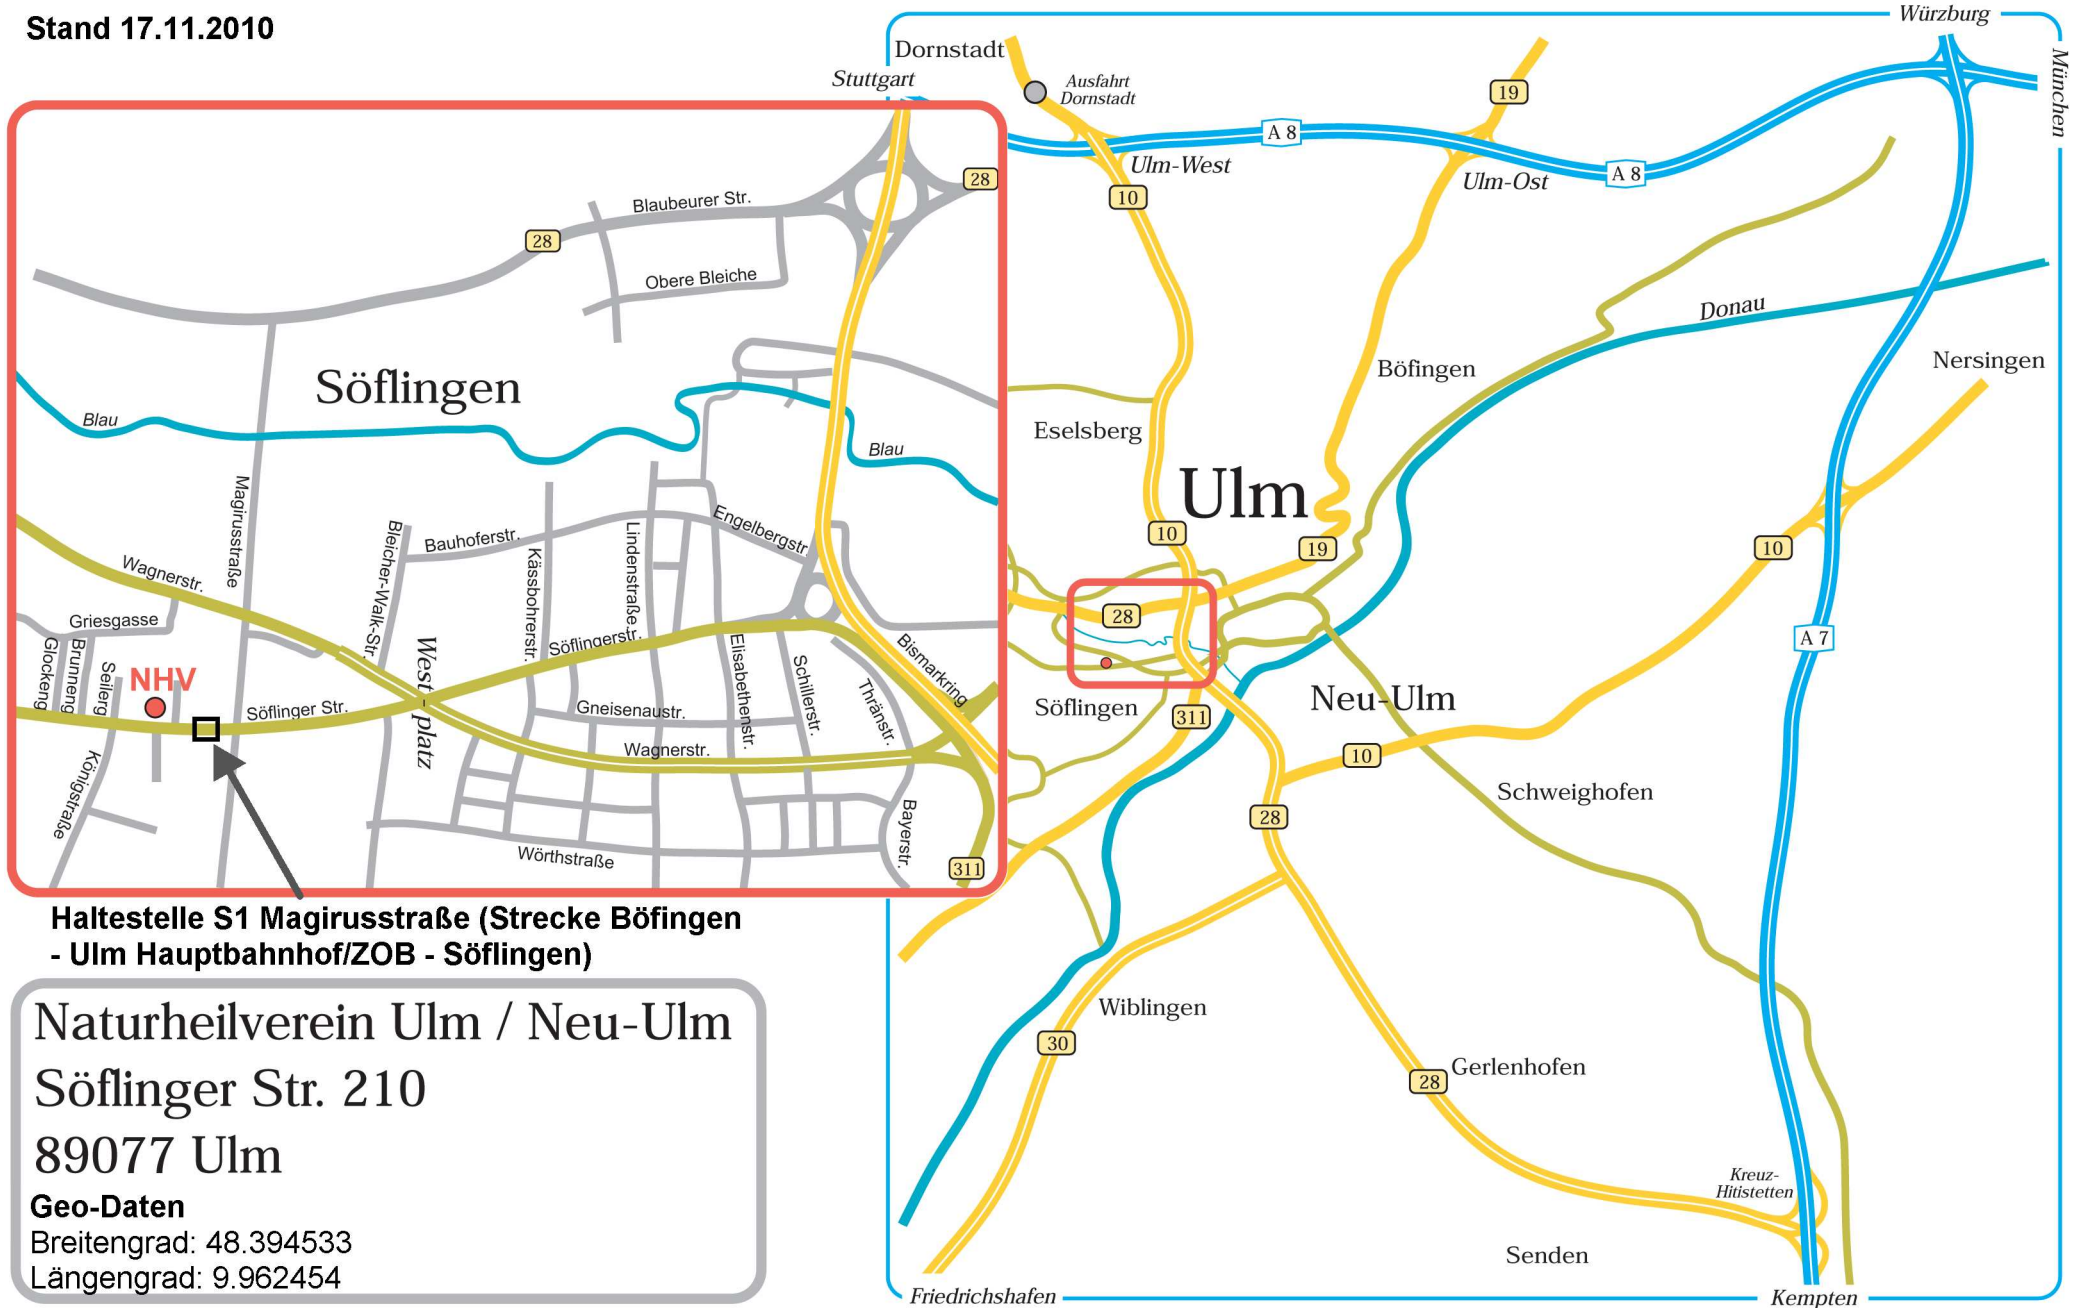 Stand 17.11.2010
Würzburg
München
Dornstadt
Stuttgart
Ausfahrt
Dornstadt
19
A 8
Ulm-West
Ulm-Ost
A 8
10
28
Blaubeurer Str.
28
Obere Bleiche
Donau
Nersingen
Böfingen
Söflingen
Blau
Blau
Eselsberg
Ulm
Magirusstraße
Bleicher-Walk-Str.
Bauhoferstr.
Kässbohrerstr.
Lindenstraße
Engelbergstr
10
19
10
Wagnerstr.
Griesgasse
Glockeng
Brunnerng
Seilerg
NHV
Söflinger Str.
West-
platz
Söflingerstr.
Gneisenaustr.
Wagnerstr.
Elisabethenstr.
Schillerstr.
Thränstr.
Bismarkring
28
A 7
Söflingen
311
Neu-Ulm
10
Schweighofen
28
Königstraße
Wörthstraße
Bayerstr.
311
Haltestelle S1 Magirusstraße (Strecke Böfingen
- Ulm Hauptbahnhof/ZOB - Söflingen)
Naturheilverein Ulm / Neu-Ulm
Söflinger Str. 210
89077 Ulm
Geo-Daten
Breitengrad: 48.394533
Längengrad: 9.962454
Wiblingen
30
Gerlenhofen
28
Kreuz-
Hitistetten
Senden
Friedrichshafen
Kempten